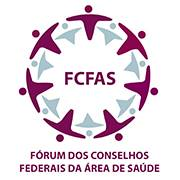 FCFAS
FÓRUM DOS CONSELHOS
FEDERAIS DA ÁREA DE SAÚDE